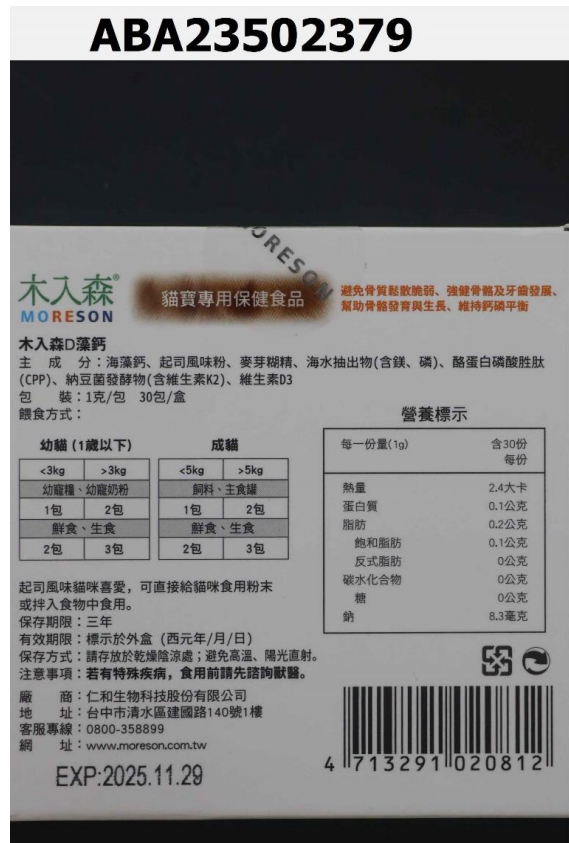 ABA23502379
MORESON
木入森®
MORESON
貓寶專用保健食品
避免骨質鬆散脆弱、強健骨骼及牙齒發展、
幫助骨骼發育與生長、維持鈣磷平衡
木入森D藻鈣
主 成 分：海藻鈣、起司風味粉、麥芽糊精、海水抽出物(含鎂、磷)、酪蛋白磷酸胜肽
(CPP)、納豆菌發酵物(含維生素K2)、維生素D3
包 裝：1克/包 30包/盒
餵食方式：
幼貓 (1歲以下)
<3kg >3kg
幼寵糧、幼寵奶粉
1包 2包
鮮食、生食
2包 3包
成貓
<5kg >5kg
飼料、主食罐
1包 2包
鮮食、生食
2包 3包
營養標示
每一份量(1g) 含30份
每份
熱量 2.4大卡
蛋白質 0.1公克
脂肪 0.2公克
飽和脂肪 0.1公克
反式脂肪 0公克
碳水化合物 0公克
糖 0公克
鈉 8.3毫克
起司風味貓咪喜愛，可直接給貓咪食用粉末
或拌入食物中食用。
保存期限：三年
有效期限：標示於外盒 (西元年/月/日)
保存方式：請存放於乾燥陰涼處；避免高溫、陽光直射。
注意事項：若有特殊疾病，食用前請先諮詢獸醫。
廠 商：仁和生物科技股份有限公司
地 址：台中市清水區建國路140號1樓
客服專線：0800-358899
網 址：www.moreson.com.tw
EXP:2025.11.29
4 713291 020812